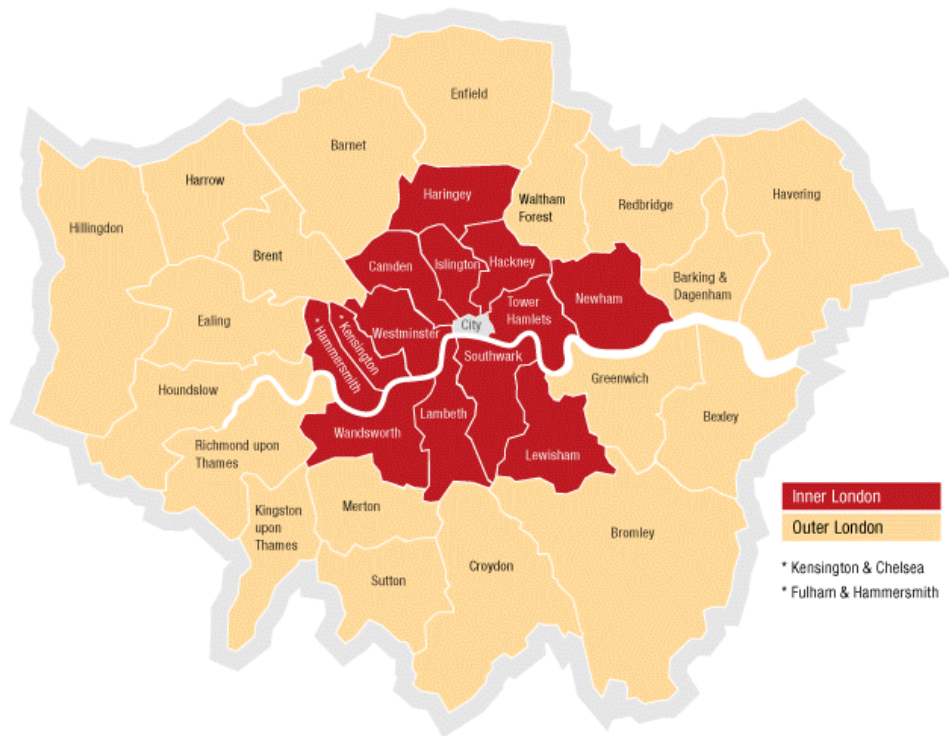 Enfield
Barnet
Harrow
Haringey
Waltham
Forest
Redbridge
Havering
Hillingdon
Brent
Camden
Islington
Hackney
Newham
Barking &
Dagenham
Ealing
* Hammersmith
* Kensington
Westminster
City
Tower
Hamlets
Southwark
Greenwich
Houndslow
Richmond upon
Thames
Wandsworth
Lambeth
Lewisham
Bexley
Kingston
upon
Thames
Merton
Sutton
Croydon
Bromley
Inner London
Outer London
* Kensington & Chelsea
* Fulham & Hammersmith